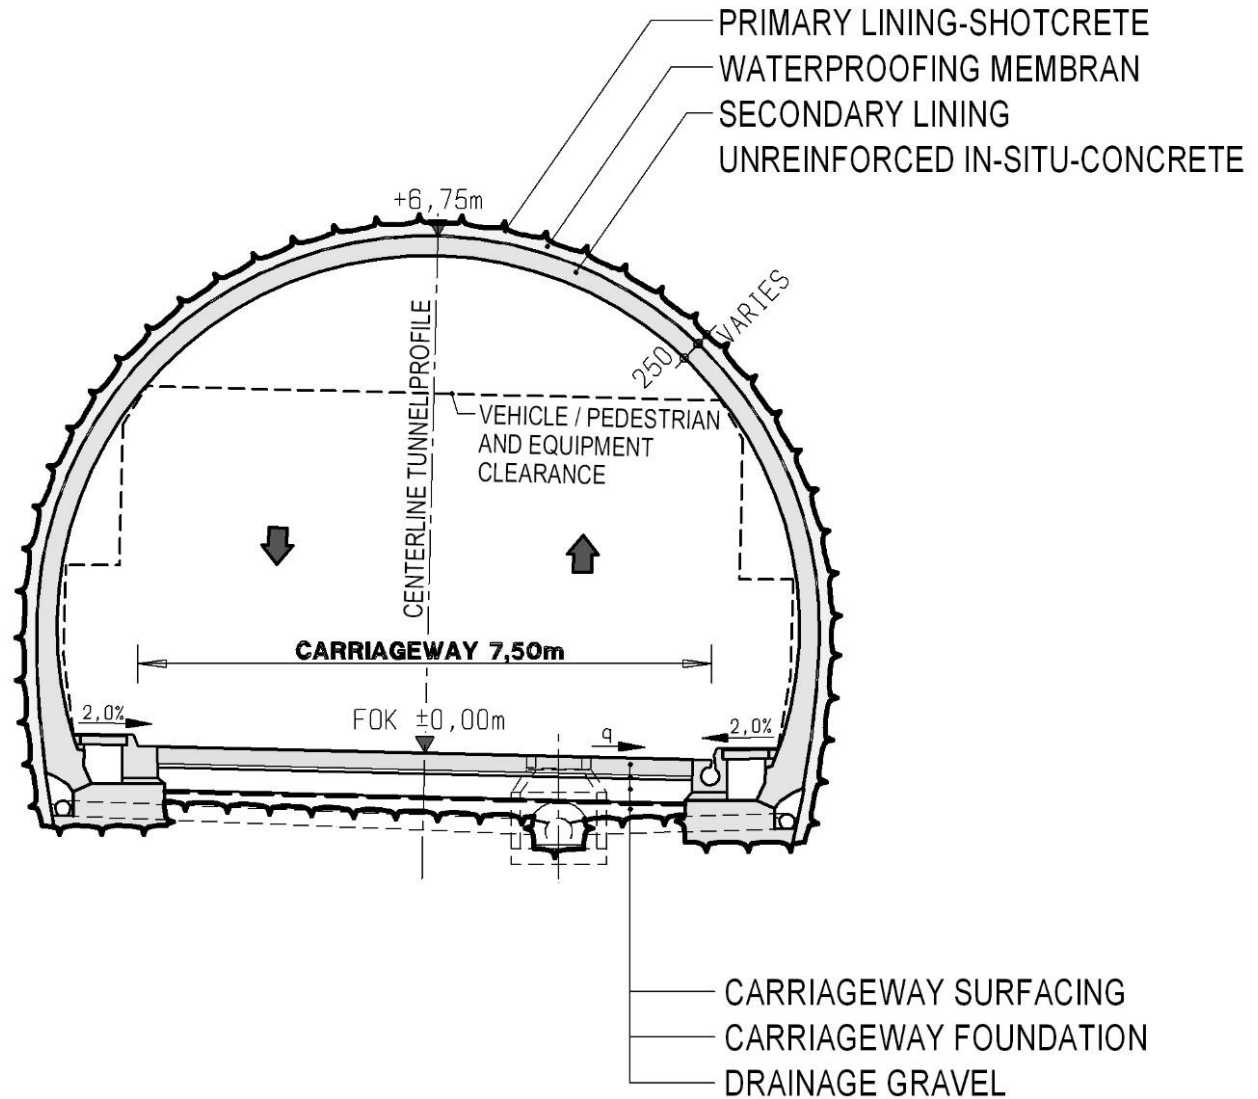 PRIMARY LINING-SHOTCRETE
WATERPROOFING MEMBRAN
SECONDARY LINING
UNREINFORCED IN-SITU-CONCRETE
+6,75m
VARIES
250
CENTERLINE TUNNELPROFILE
VEHICLE / PEDESTRIAN
AND EQUIPMENT
CLEARANCE
CARRIAGEWAY 7,50m
2,0%
FOK ±0,00m
q
2,0%
CARRIAGEWAY SURFACING
CARRIAGEWAY FOUNDATION
DRAINAGE GRAVEL